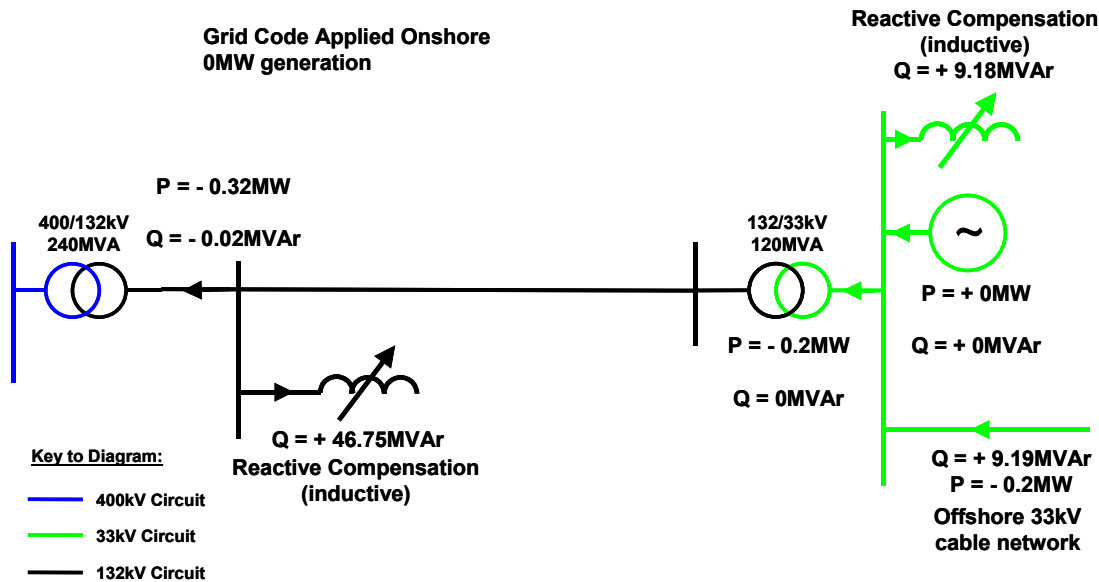 Grid Code Applied Onshore
0MW generation
Reactive Compensation
(inductive)
Q = + 9.18MVAr
P = - 0.32MW
Q = - 0.02MVAr
400/132kV
240MVA
132/33kV
120MVA
~
P = + 0MW
Q = + 0MVAr
P = - 0.2MW
Q = 0MVAr
Q = + 46.75MVAr
Reactive Compensation
(inductive)
Q = + 9.19MVAr
P = - 0.2MW
Offshore 33kV
cable network
Key to Diagram:
400kV Circuit
33kV Circuit
132kV Circuit